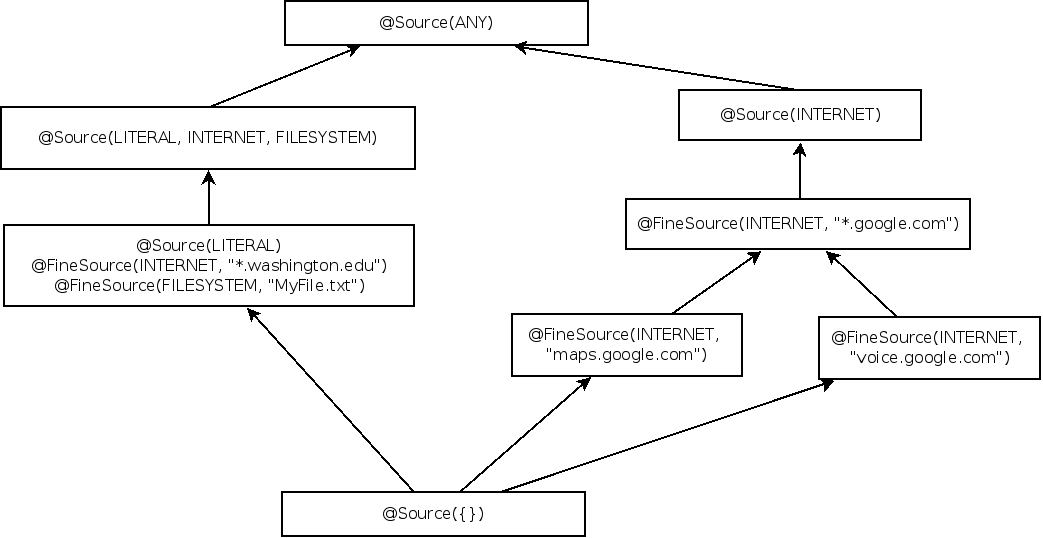 @Source(ANY)
@Source(LITERAL, INTERNET, FILESYSTEM)
@Source(INTERNET)
@Source(LITERAL)
@FineSource(INTERNET, "*.washington.edu")
@FineSource(FILESYSTEM, "MyFile.txt")
@FineSource(INTERNET, "*.google.com")
@FineSource(INTERNET,
"maps.google.com")
@FineSource(INTERNET,
"voice.google.com")
@Source({})